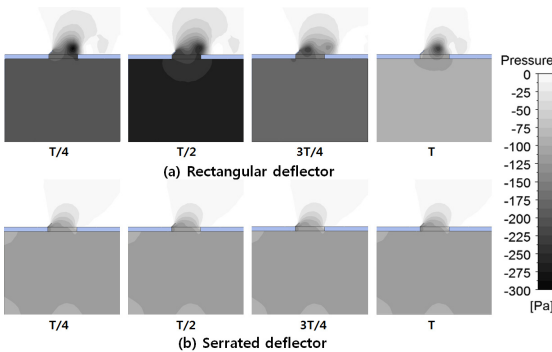 Pressure
0
-25
-50
-75
-100
-125
-150
-175
-200
-225
-250
-275
-300
[Pa]
T/4 T/2 3T/4 T
(a) Rectangular deflector
T/4 T/2 3T/4 T
(b) Serrated deflector